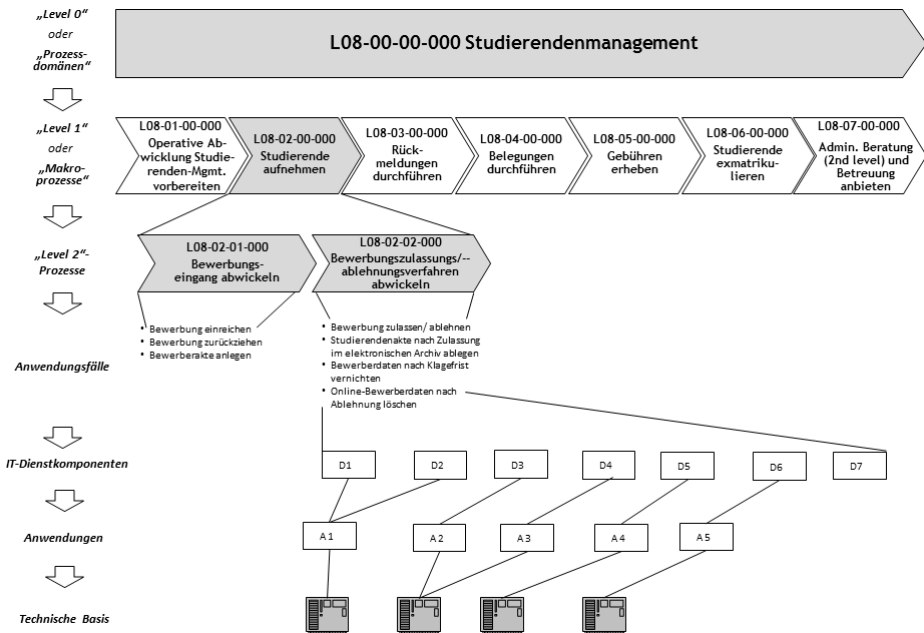 „Level 0“
oder
„Prozess-
domänen“
L08-00-00-000 Studierendenmanagement
„Level 1“
oder
„Makro-
prozesse“
L08-01-00-000
Operative Ab-
wicklung Studie-
renden-Mgmt.
vorbereiten
L08-02-00-000
Studierende
aufnehmen
L08-03-00-000
Rück-
meldungen
durchführen
L08-04-00-000
Belegungen
durchführen
L08-05-00-000
Gebühren
erheben
L08-06-00-000
Studierende
exmatriku-
lieren
L08-07-00-000
Admin. Beratung
(2nd level) und
Betreuung
anbieten
„Level 2“-
Prozesse
L08-02-01-000
Bewerbungs-
eingang abwickeln
L08-02-02-000
Bewerbungszulassungs/--
ablehnungsverfahren
abwickeln
Anwendungsfälle
• Bewerbung einreichen
• Bewerbung zurückziehen
• Bewerberakte anlegen
• Bewerbung zulassen/ ablehnen
• Studierendenakte nach Zulassung
im elektronischen Archiv ablegen
• Bewerberdaten nach Klagefrist
vernichten
• Online-Bewerberdaten nach
Ablehnung löschen
IT-Dienstkomponenten
D1
D2
D3
D4
D5
D6
D7
Anwendungen
A1
A2
A3
A4
A5
Technische Basis